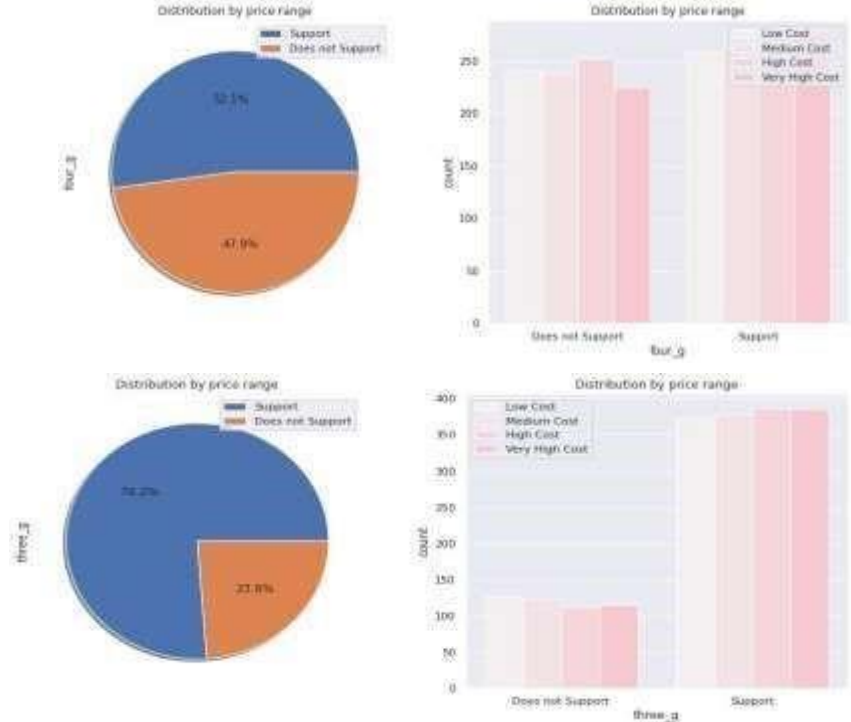 Distribution by price range
Support
Does not Support
52.1%
47.9%
four_g
Distribution by price range
Low Cost
Medium Cost
High Cost
Very High Cost
250
200
150
100
50
0
count
Does not Support
Support
four_g
Distribution by price range
Support
Does not Support
76.2%
23.8%
three_g
Distribution by price range
Low Cost
Medium Cost
High Cost
Very High Cost
400
350
300
250
200
150
100
50
0
count
Does not Support
Support
three_g